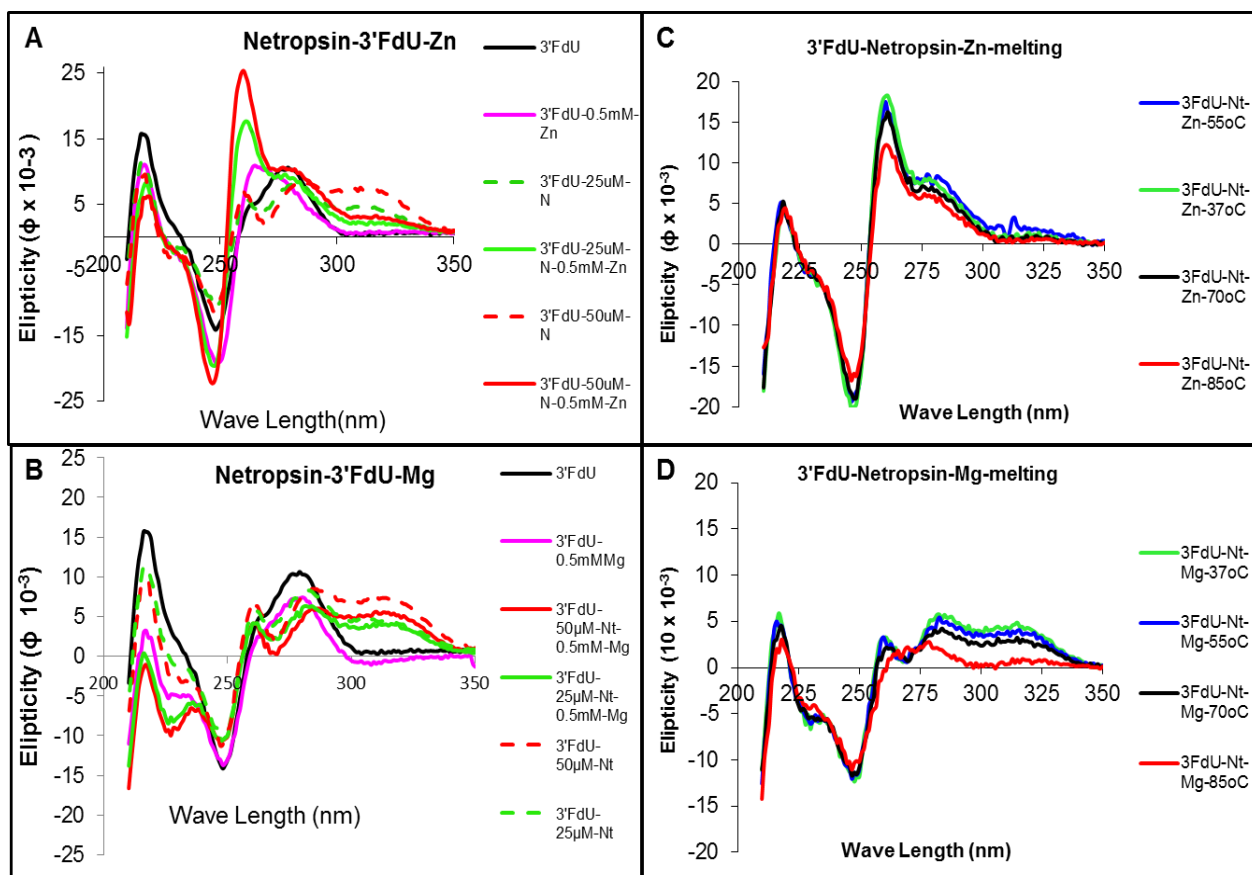 A
Netropsin-3'FdU-Zn
25
15
5
-5
-15
-25
200
250
300
350
Elipticity (ф x 10-3)
Wave Length(nm)
3'FdU
3'FdU-0.5mM-
Zn
3'FdU-25uM-
N
3'FdU-25uM-
N-0.5mM-Zn
3'FdU-50uM-
N
3'FdU-50uM-
N-0.5mM-Zn
C
3'FdU-Netropsin-Zn-melting
20
15
10
5
0
-5
-10
-15
-20
200
250
300
350
Elipticity (ф x 10⁻³)
Wave Length (nm)
3FdU-Nt-
Zn-55oC
3FdU-Nt-
Zn-37oC
3FdU-Nt-
Zn-70oC
3FdU-Nt-
Zn-85oC
B
Netropsin-3'FdU-Mg
25
20
15
10
5
0
-5
-10
-15
-20
-25
200
250
300
350
Elipticity (ф 10⁻³)
Wave Length (nm)
3'FdU
3'FdU-
0.5mMMg
3'FdU-
50µM-Nt-
0.5mM-Mg
3'FdU-
25µM-Nt-
0.5mM-Mg
3'FdU-
50µM-Nt
3'FdU-
25µM-Nt
D
3'FdU-Netropsin-Mg-melting
20
15
10
5
0
-5
-10
-15
-20
200
250
300
350
Elipticity (10 x 10⁻³)
Wave Length (nm)
3FdU-Nt-
Mg-37oC
3FdU-Nt-
Mg-55oC
3FdU-Nt-
Mg-70oC
3FdU-Nt-
Mg-85oC